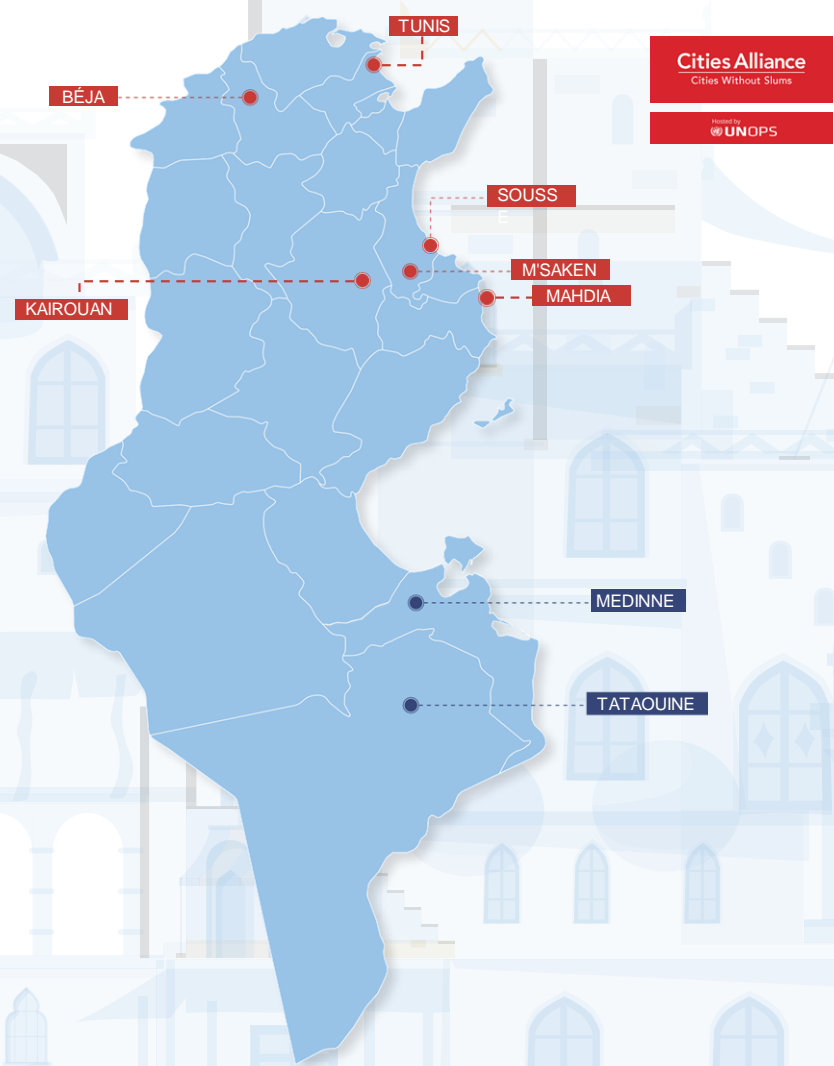 TUNIS
Cities Alliance
Cities Without Slums
BÉJA
Hosted by
UNOPS
SOUSS
E
M'SAKEN
MAHDIA
KAIROUAN
MEDINNE
TATAOUINE